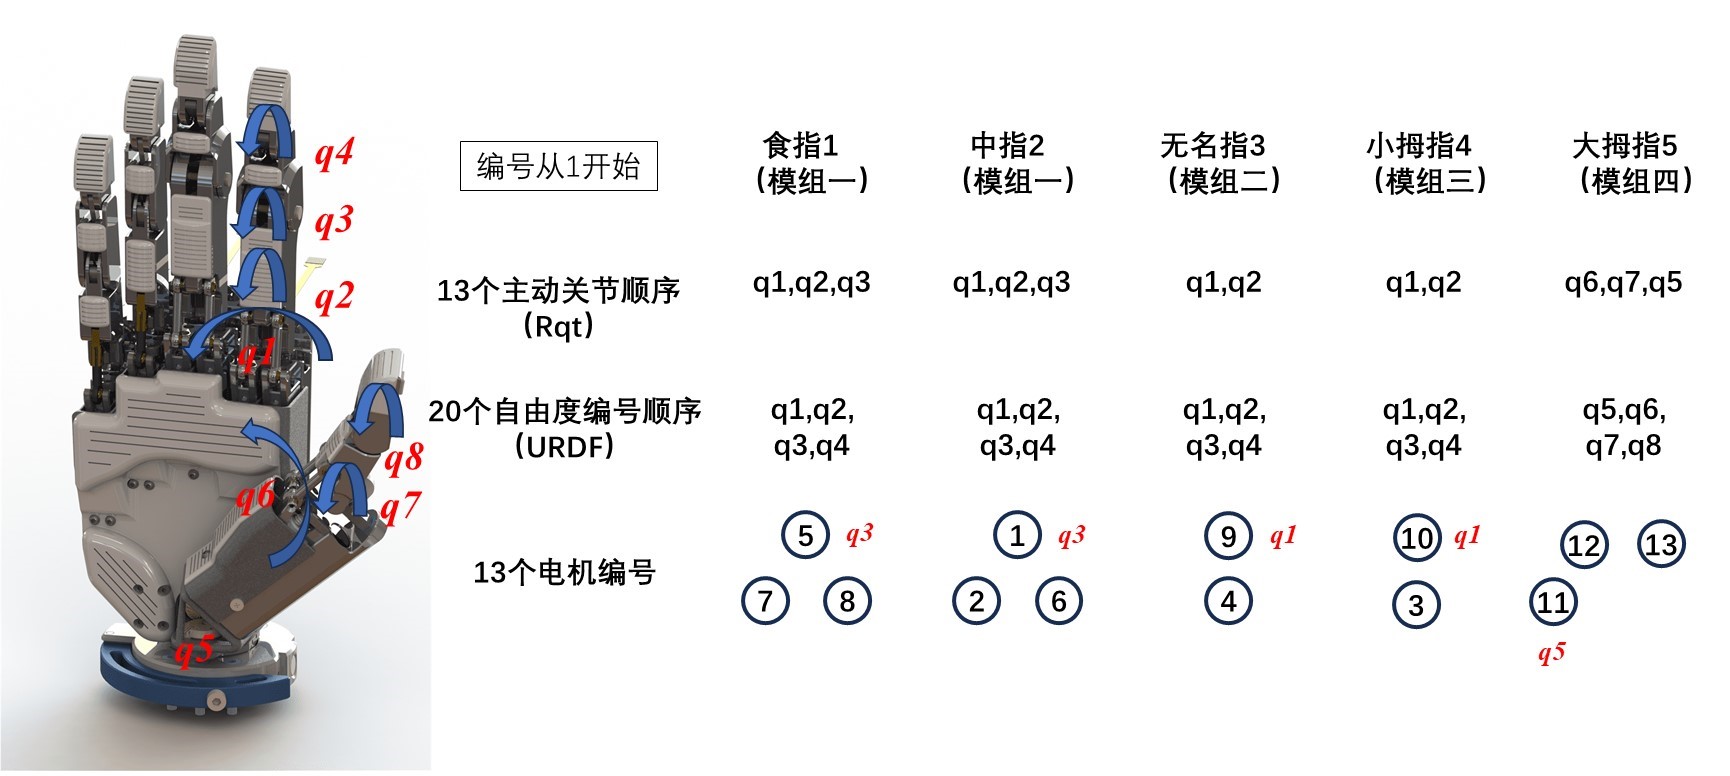 q4
q3
q2
q1
q8
q6
q7
q5
编号从1开始
食指1
（模组一）
中指2
（模组一）
无名指3
（模组二）
小拇指4
（模组三）
大拇指5
（模组四）
13个主动关节顺序
（Rqt）
q1,q2,q3
q1,q2,q3
q1,q2
q1,q2
q6,q7,q5
20个自由度编号顺序
（URDF）
q1,q2,
q3,q4
q1,q2,
q3,q4
q1,q2,
q3,q4
q1,q2,
q3,q4
q5,q6,
q7,q8
13个电机编号
5 q3
7 8
1 q3
2 6
9 q1
4
10 q1
3
12 13
11
q5